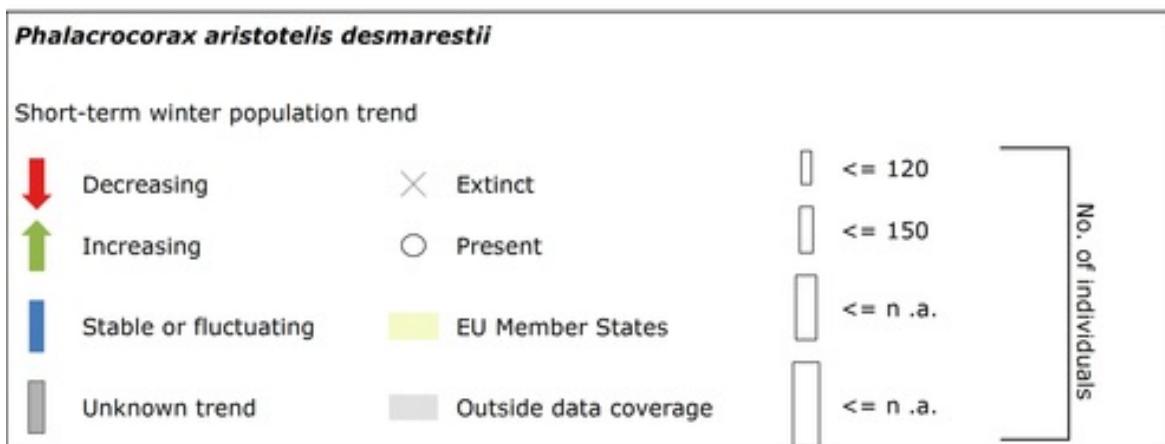 Phalacrocorax aristotelis desmarestii
Short-term winter population trend
Decreasing
Extinct
<= 120
Increasing
Present
<= 150
Stable or fluctuating
EU Member States
<= n .a.
Unknown trend
Outside data coverage
<= n .a.
No. of individuals